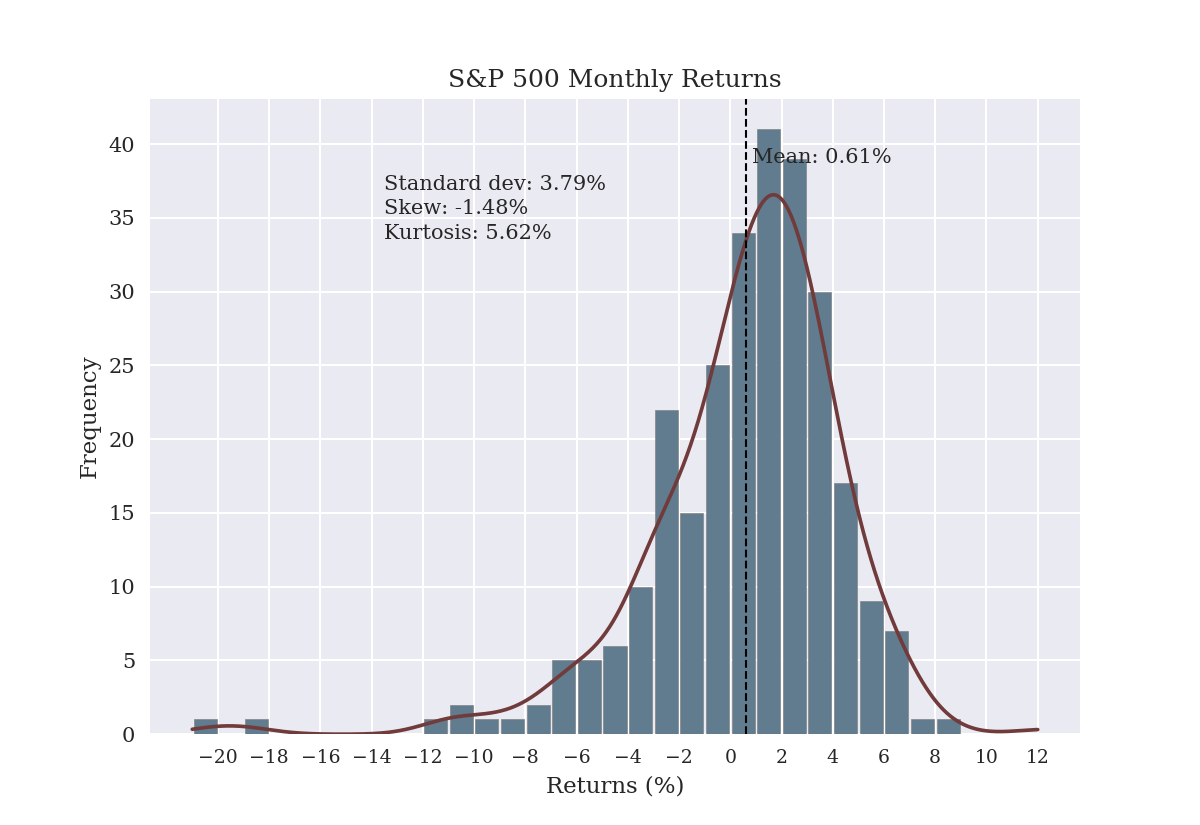 S&P 500 Monthly Returns
40
Mean: 0.61%
Standard dev: 3.79%
Skew: -1.48%
Kurtosis: 5.62%
35
30
25
20
15
10
5
0
Frequency
−20 −18 −16 −14 −12 −10 −8 −6 −4 −2 0 2 4 6 8 10 12
Returns (%)